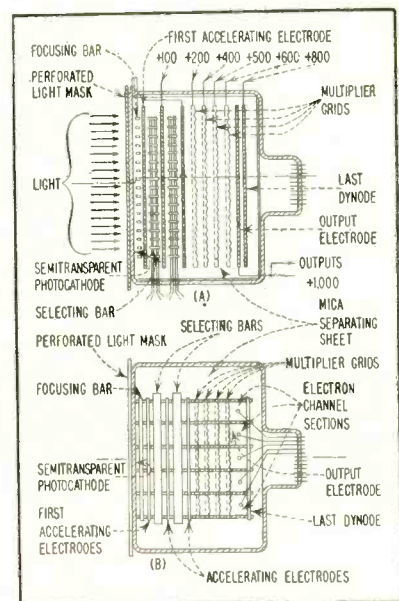 FIRST ACCELERATING ELECTRODE
FOCUSING BAR
+100 +200 +400 +500 +600 +800
PERFORATED
LIGHT MASK
MULTIPLIER
GRIDS
LIGHT
LAST
DYNODE
OUTPUT
ELECTRODE
SEMITRANSPARENT
PHOTOCATHODE
OUTPUTS
+1,000
SELECTING BAR
(A)
MICA
SEPARATING
SHEET
SELECTING BARS
PERFORATED LIGHT MASK
MULTIPLIER GRIDS
FOCUSING BAR
ELECTRON
CHANNEL
SECTIONS
SEMITRANSPARENT
PHOTOCATHODE
OUTPUT
ELECTRODE
FIRST
ACCELERATING
ELECTRODES
LAST DYNODE
(B)
ACCELERATING ELECTRODES